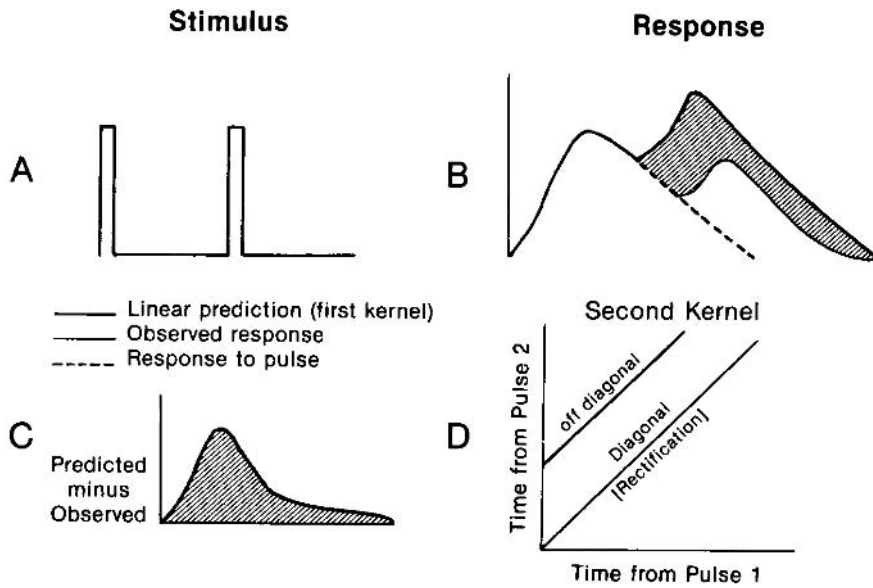 Stimulus
Response
A
B
Linear prediction (first kernel)
Observed response
Response to pulse
C
Predicted
minus
Observed
Second Kernel
D
Time from Pulse 2
off diagonal
Diagonal
[Rectification]
Time from Pulse 1